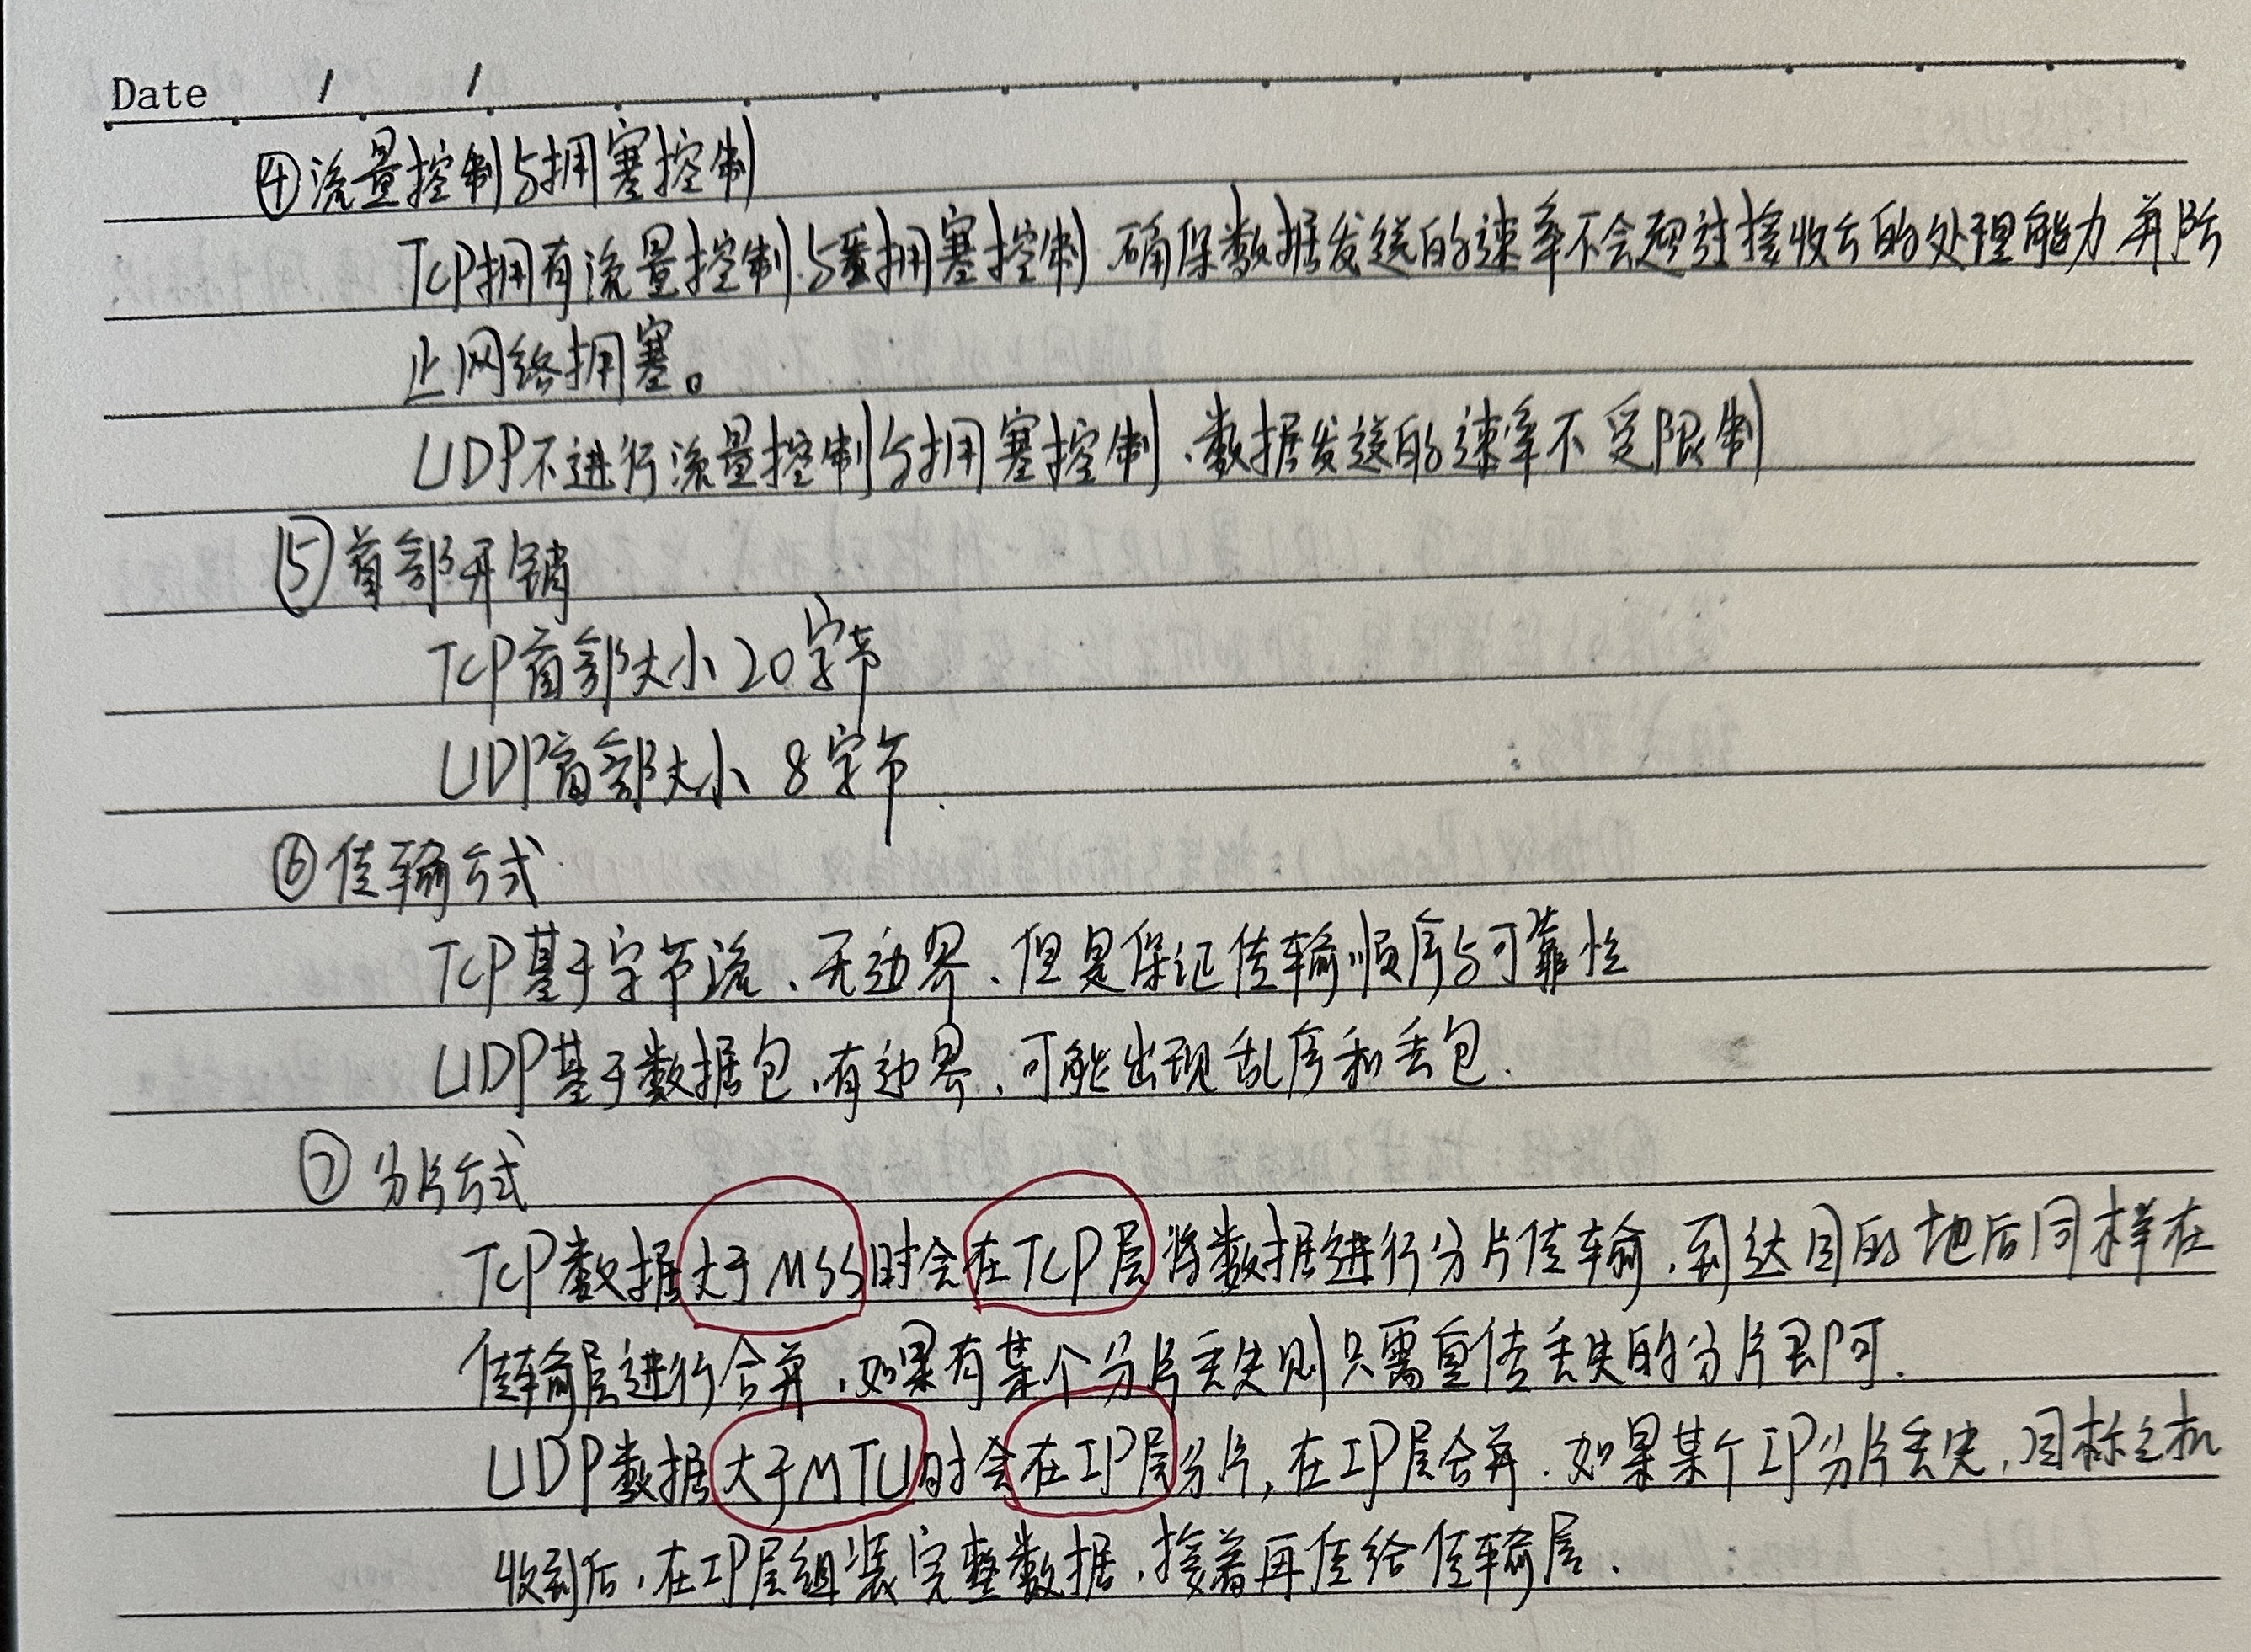 Date / /
④流量控制与拥塞控制
TCP拥有流量控制与拥塞控制,确保数据发送的速率不会超过接收方的处理能力并防
止网络拥塞。
UDP不进行流量控制与拥塞控制,数据发送的速率不受限制
⑤首部开销
TCP首部大小20字节
UDP首部大小 8字节.
⑥传输方式
TCP基于字节流,无边界,但是保证传输顺序与可靠性
UDP基于数据包,有边界,可能出现乱序和丢包.
⑦分片方式
TCP数据大于MSS时会在TCP层将数据进行分片传输,到达目的地后同样在
传输层进行合并,如果有某个分片丢失则只需重传丢失的分片即可.
UDP数据大于MTU时会在IP层分片,在IP层合并.如果某个IP分片丢失,目标主机
收到后,在IP层组装完整数据,接着再传给传输层.